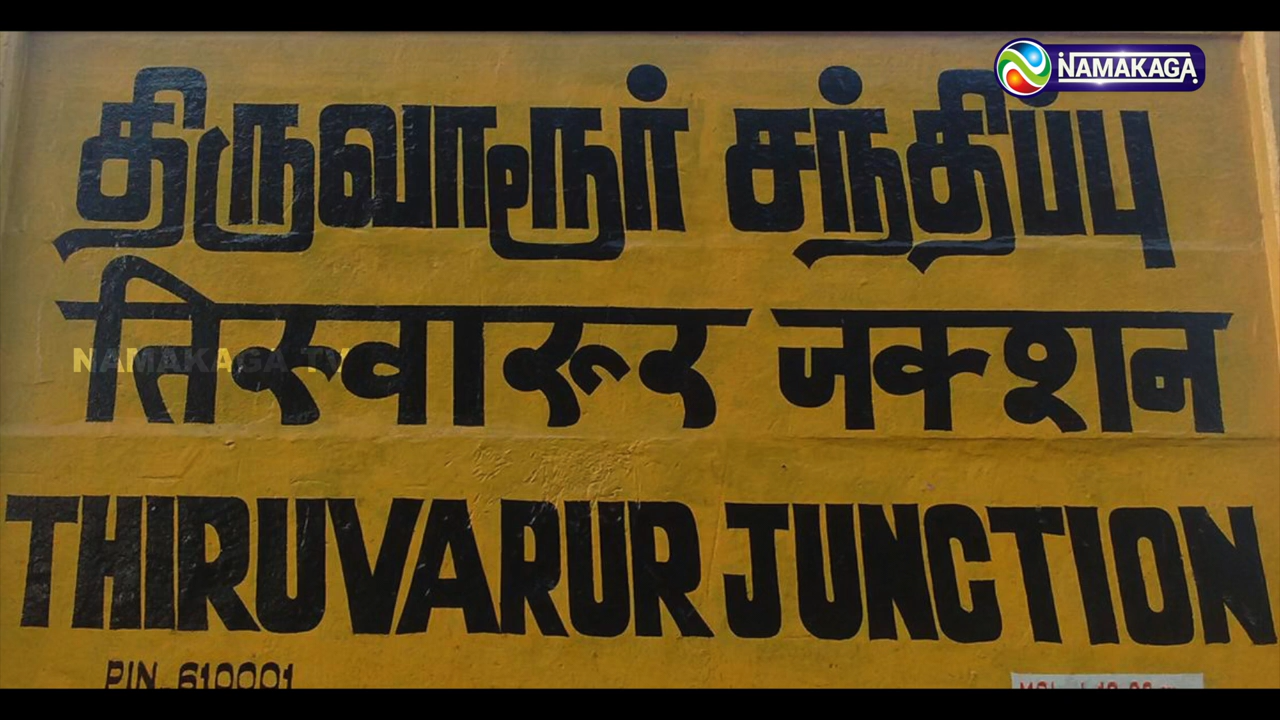 NAMAKAGA
திருவாரூர் சந்திப்பு
तिरुवारूर जंक्शन
NAMAKAGA TV
THIRUVARUR JUNCTION
PIN. 610001